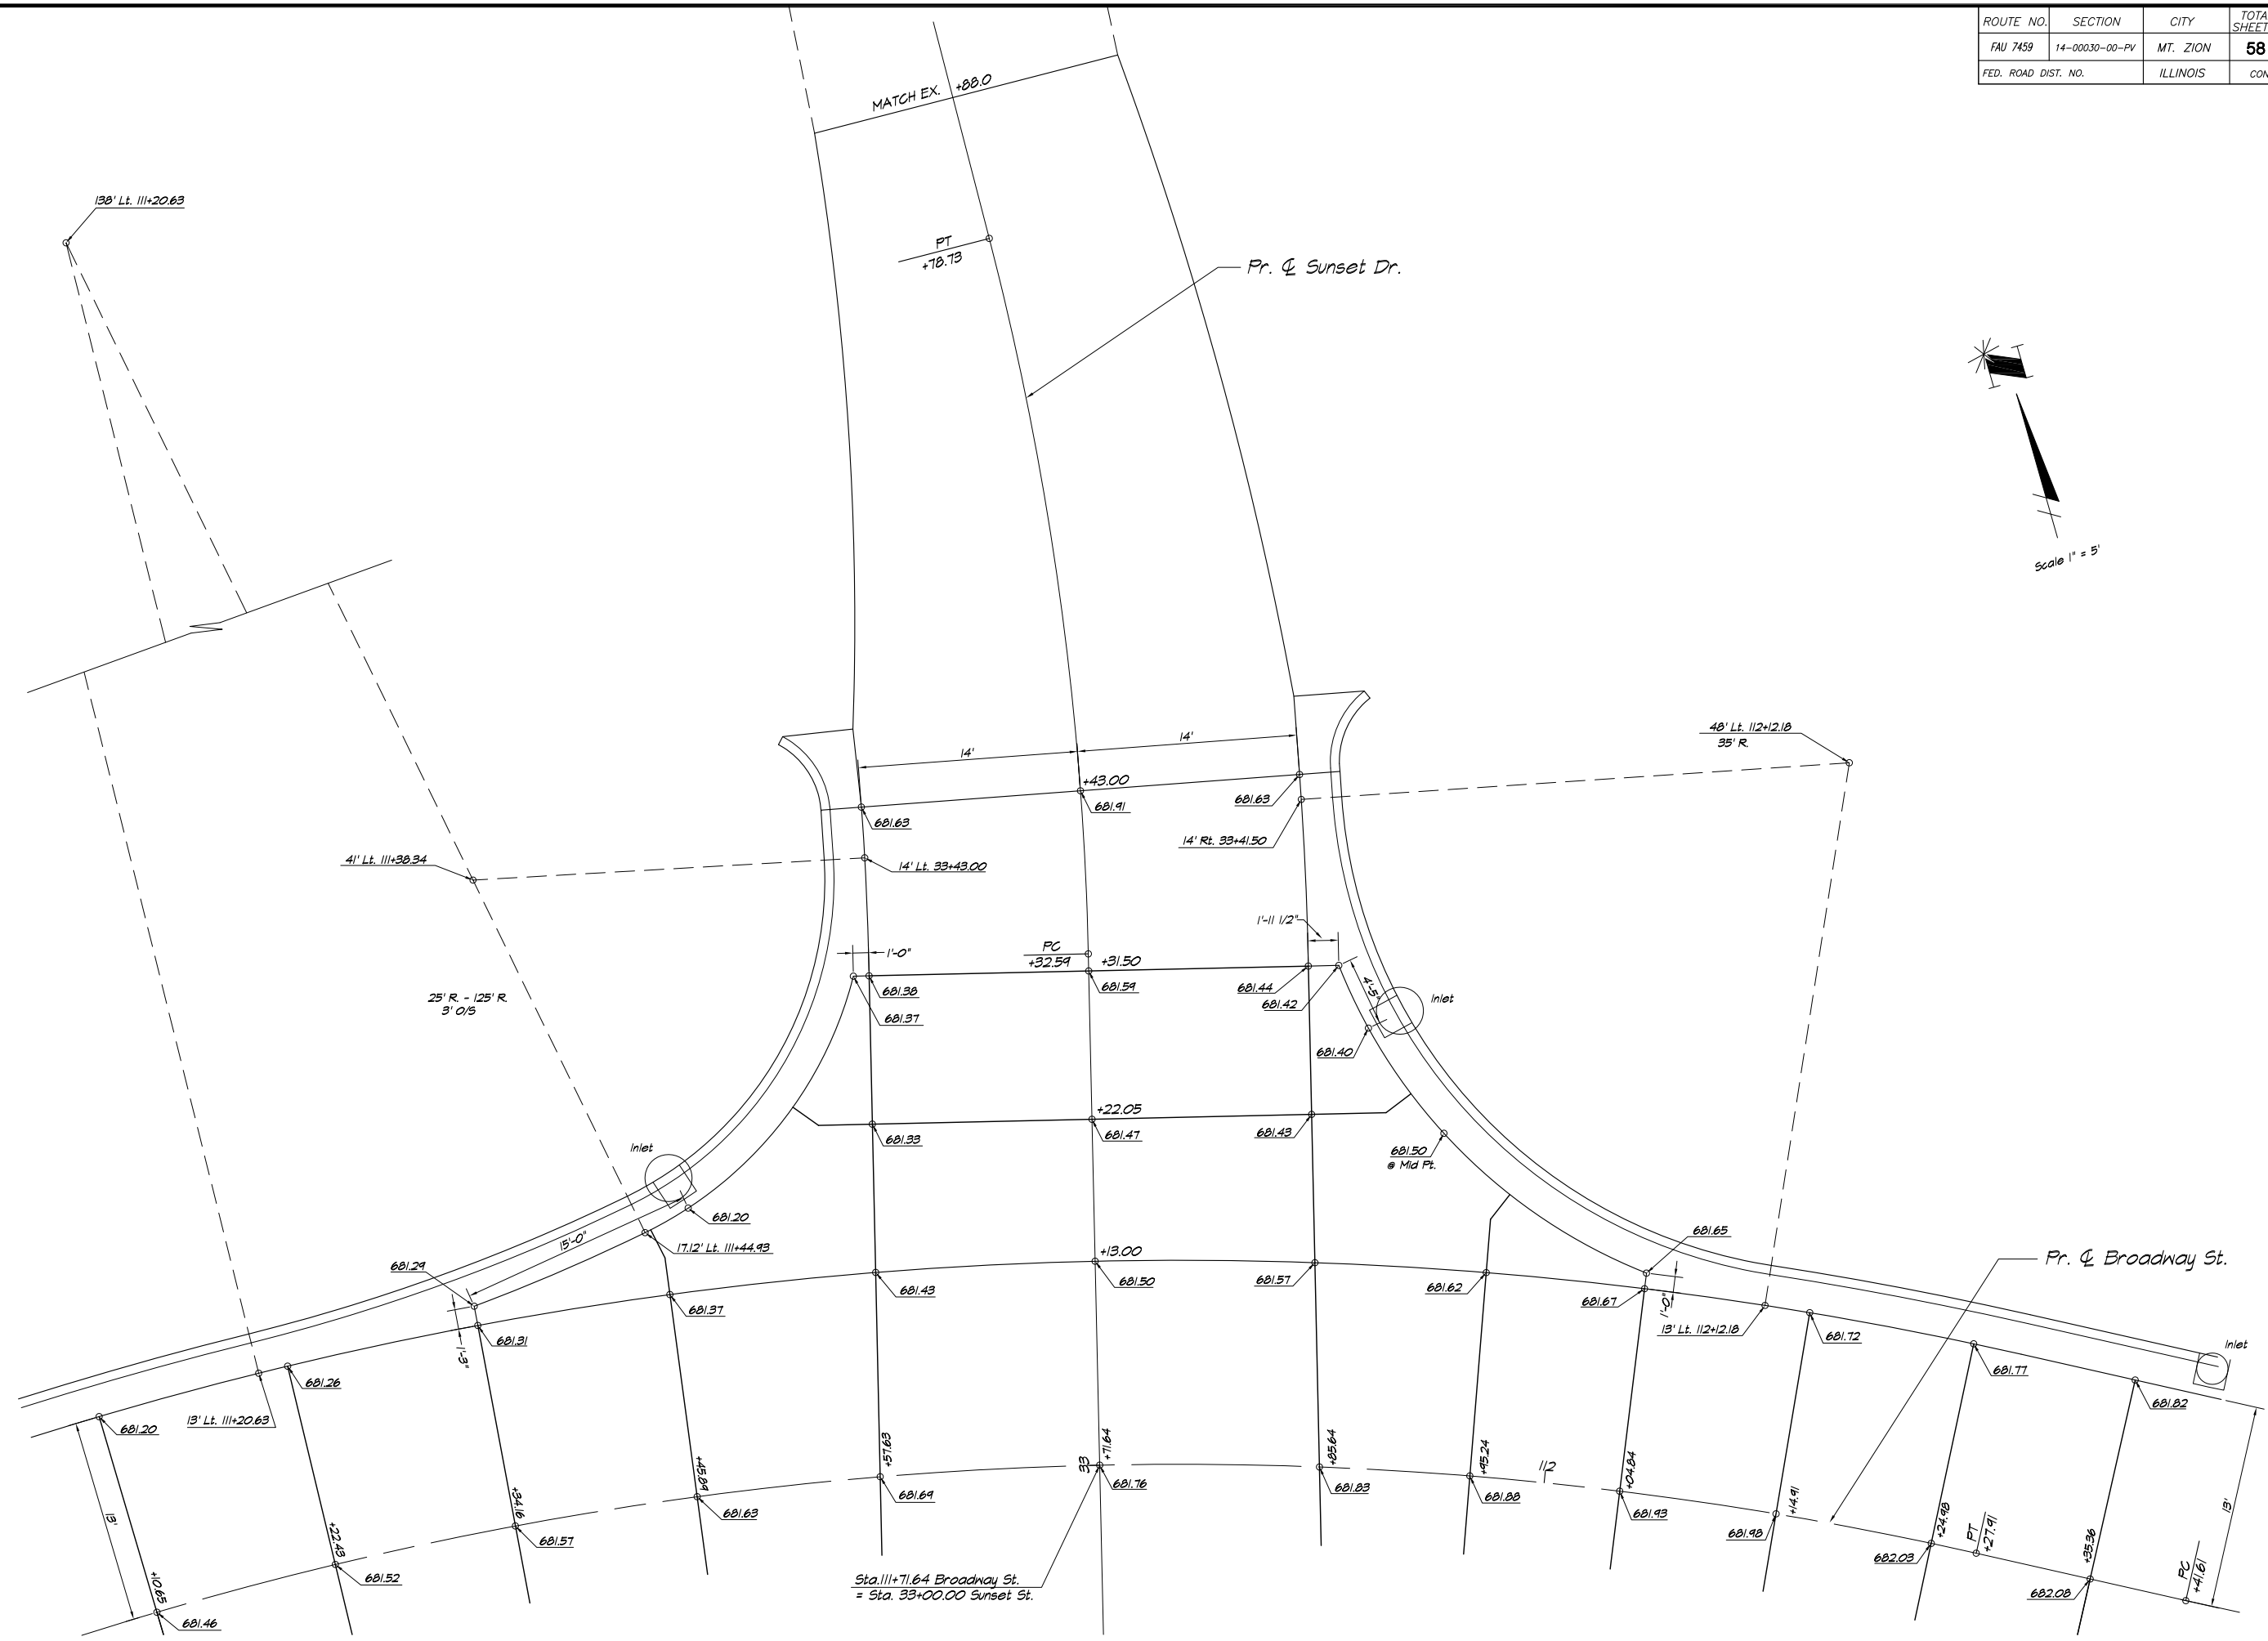 ROUTE NO. SECTION CITY TOTA
SHEET
FAU 7459 14-00030-00-PV MT. ZION 58
FED. ROAD DIST. NO. ILLINOIS CON
MATCH EX. +88.0
138' Lt. 111+20.63
PT
+78.73
Pr. ℄ Sunset Dr.
Scale 1" = 5'
48' Lt. 112+12.18
35' R.
14'
14'
+43.00
681.63
681.91
681.63
14' Rt. 33+41.50
41' Lt. 111+38.34
14' Lt. 33+43.00
1'-11 1/2"
1'-0"
PC
+32.59
+31.50
681.38
681.59
681.44
681.42
681.37
4'-5"
Inlet
25' R. - 125' R.
3' O/S
681.40
+22.05
681.33
681.47
681.43
681.50
@ Mid Pt.
Inlet
681.20
15'-0"
17.12' Lt. 111+44.93
681.29
+13.00
681.65
Pr. ℄ Broadway St.
681.43
681.50
681.57
681.62
681.67
1'-0"
681.37
681.31
1'-3"
13' Lt. 112+12.18
681.72
Inlet
681.77
681.26
681.82
13' Lt. 111+20.63
681.20
13'
+10.65
681.46
+22.43
681.52
+34.16
681.57
+45.89
681.63
+57.63
681.69
33
+71.64
681.76
+85.64
681.83
+95.24
681.88
112
+04.84
681.93
+14.91
681.98
+24.98
682.03
PT
+27.91
+35.36
682.08
PC
+41.61
13'
Sta.111+71.64 Broadway St.
= Sta. 33+00.00 Sunset St.